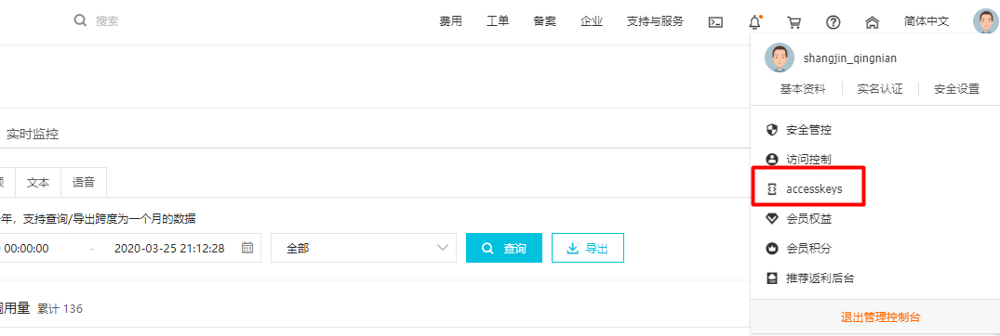 搜索 费用 工单 备案 企业 支持与服务 简体中文
shangjin_qingnian
基本资料 实名认证 安全设置
实时监控
安全管控
访问控制
文本 语音
accesskeys
年，支持查询/导出跨度为一个月的数据
会员权益
00:00:00 - 2020-03-25 21:12:28 全部 查询 导出
会员积分
推荐返利后台
用量 累计 136
退出管理控制台